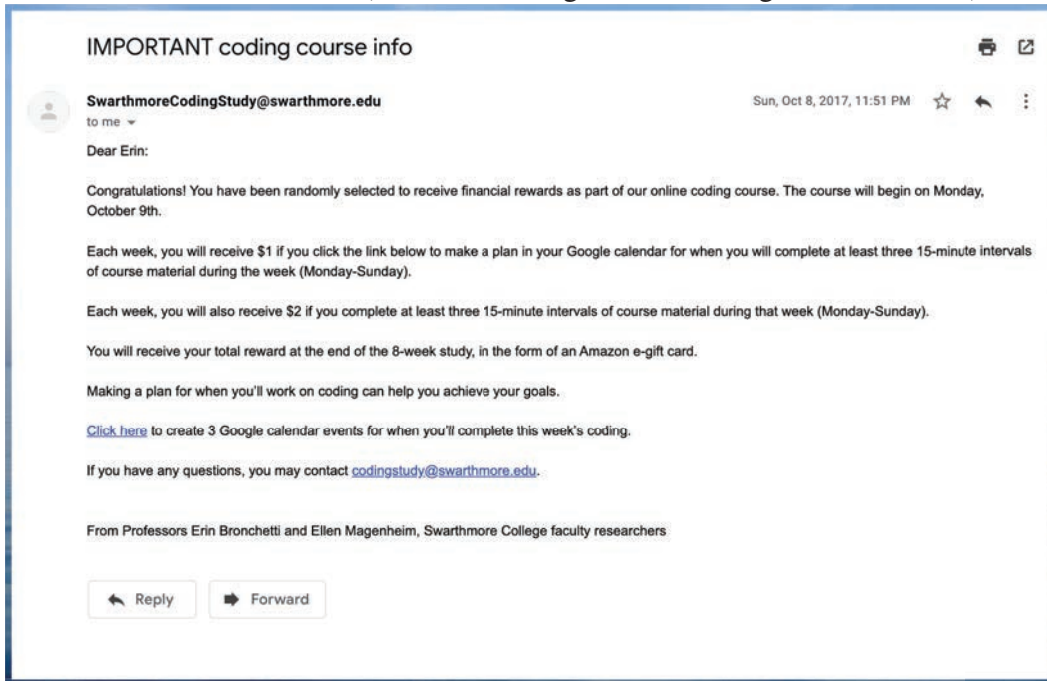 IMPORTANT coding course info
SwarthmoreCodingStudy@swarthmore.edu
Sun, Oct 8, 2017, 11:51 PM
to me
Dear Erin:
Congratulations! You have been randomly selected to receive financial rewards as part of our online coding course. The course will begin on Monday,
October 9th.
Each week, you will receive $1 if you click the link below to make a plan in your Google calendar for when you will complete at least three 15-minute intervals
of course material during the week (Monday-Sunday).
Each week, you will also receive $2 if you complete at least three 15-minute intervals of course material during that week (Monday-Sunday).
You will receive your total reward at the end of the 8-week study, in the form of an Amazon e-gift card.
Making a plan for when you'll work on coding can help you achieve your goals.
Click here to create 3 Google calendar events for when you'll complete this week's coding.
If you have any questions, you may contact codingstudy@swarthmore.edu.
From Professors Erin Bronchetti and Ellen Magenheim, Swarthmore College faculty researchers
Reply
Forward